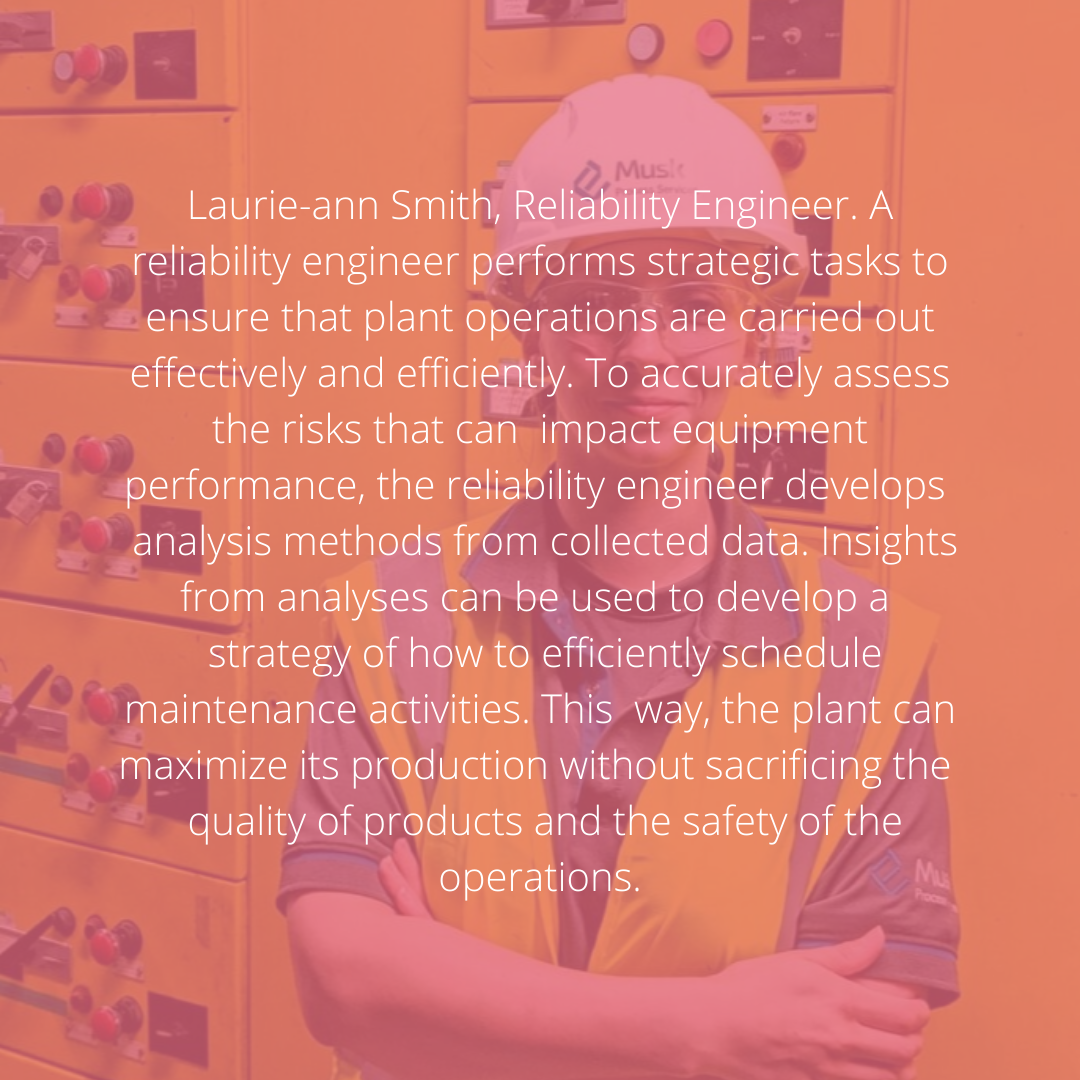 Musk
Laurie-ann Smith, Reliability Engineer. A
reliability engineer performs strategic tasks to
ensure that plant operations are carried out
effectively and efficiently. To accurately assess
the risks that can  impact equipment
performance, the reliability engineer develops
analysis methods from collected data. Insights
from analyses can be used to develop a
strategy of how to efficiently schedule
maintenance activities. This  way, the plant can
maximize its production without sacrificing the
quality of products and the safety of the
operations.
Mus
Process